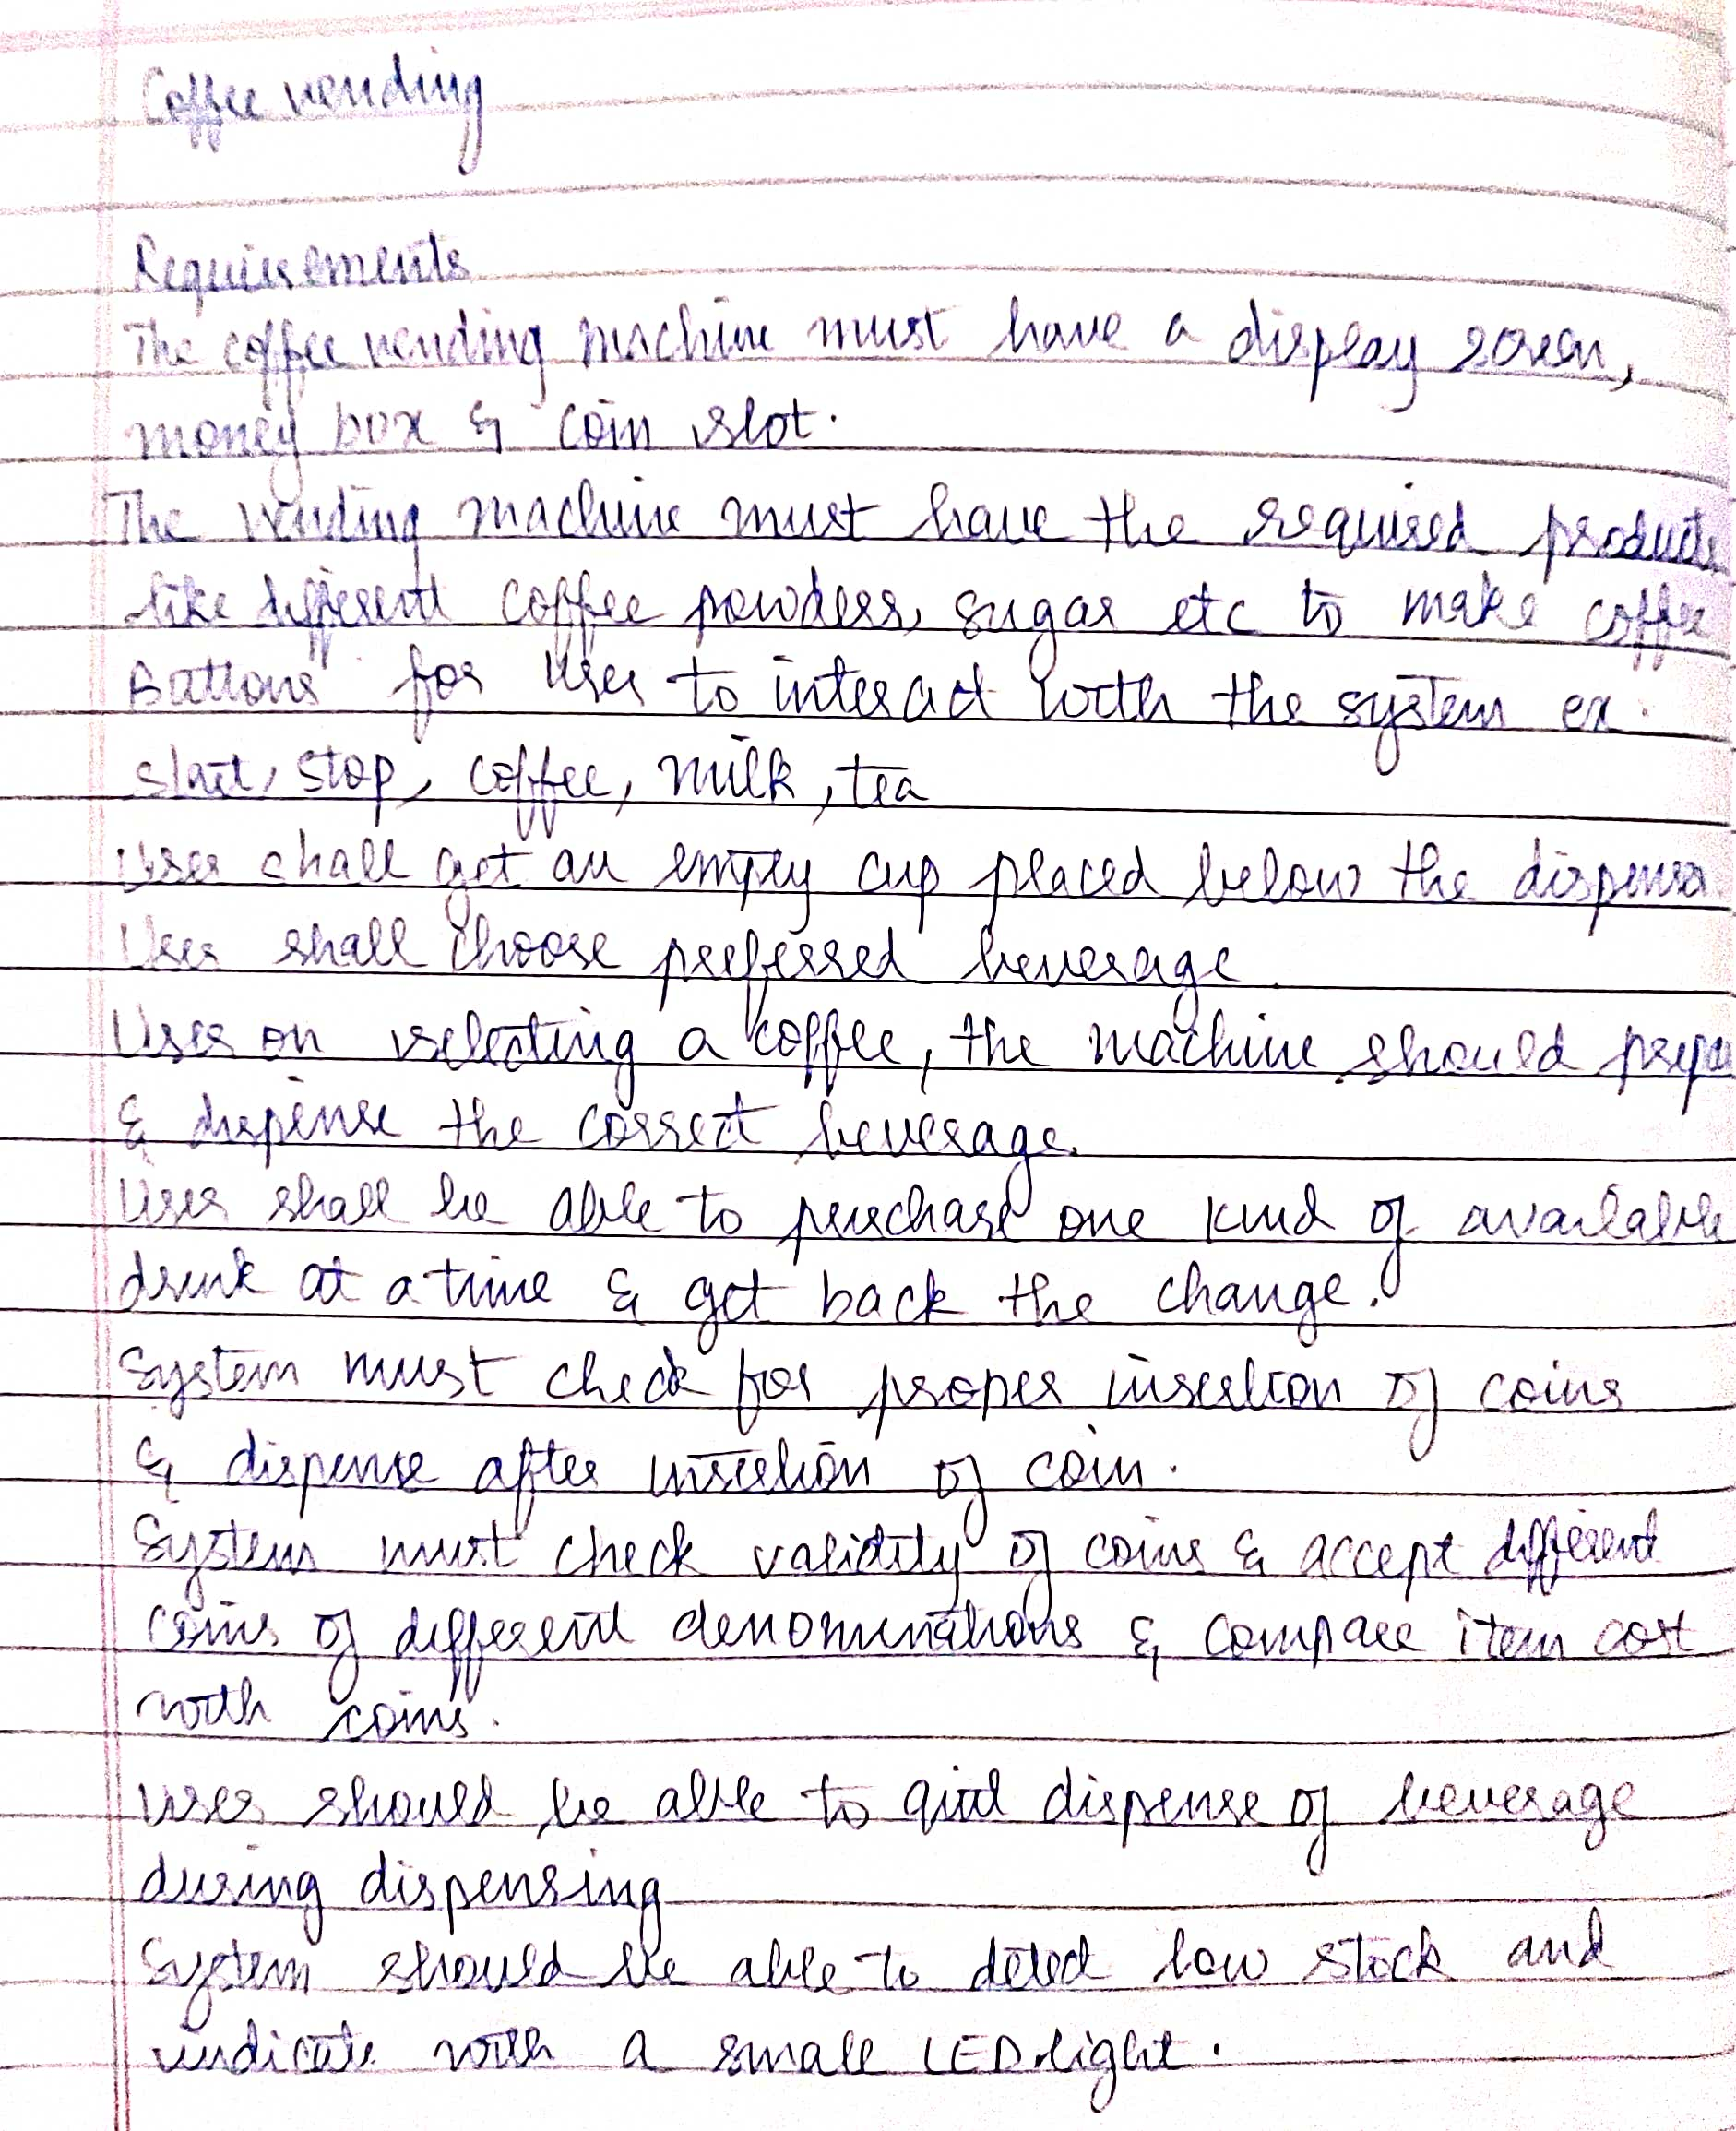 Coffee vending
Requirements
The coffee vending machine must have a display screen,
money box & coin slot.
The vending machine must have the required products
like different coffee powders, sugar etc to make coffee
Buttons for user to interact with the system ex.
start, stop, coffee, milk, tea
User shall get an empty cup placed below the
User shall choose preferred beverage
User on selecting a coffee, the machine should
& dispense the correct beverage.
User shall be able to purchase one kind of available
drink at a time & get back the change.
System must check for proper insertion of coins
& dispense after insertion of coin.
System must check validity of coins & accept different
coins of different denominations & compare item cost
with coins.
User should be able to quit dispense of beverage
during dispensing
System should be able to detect low stock and
indicate with a small LED light.